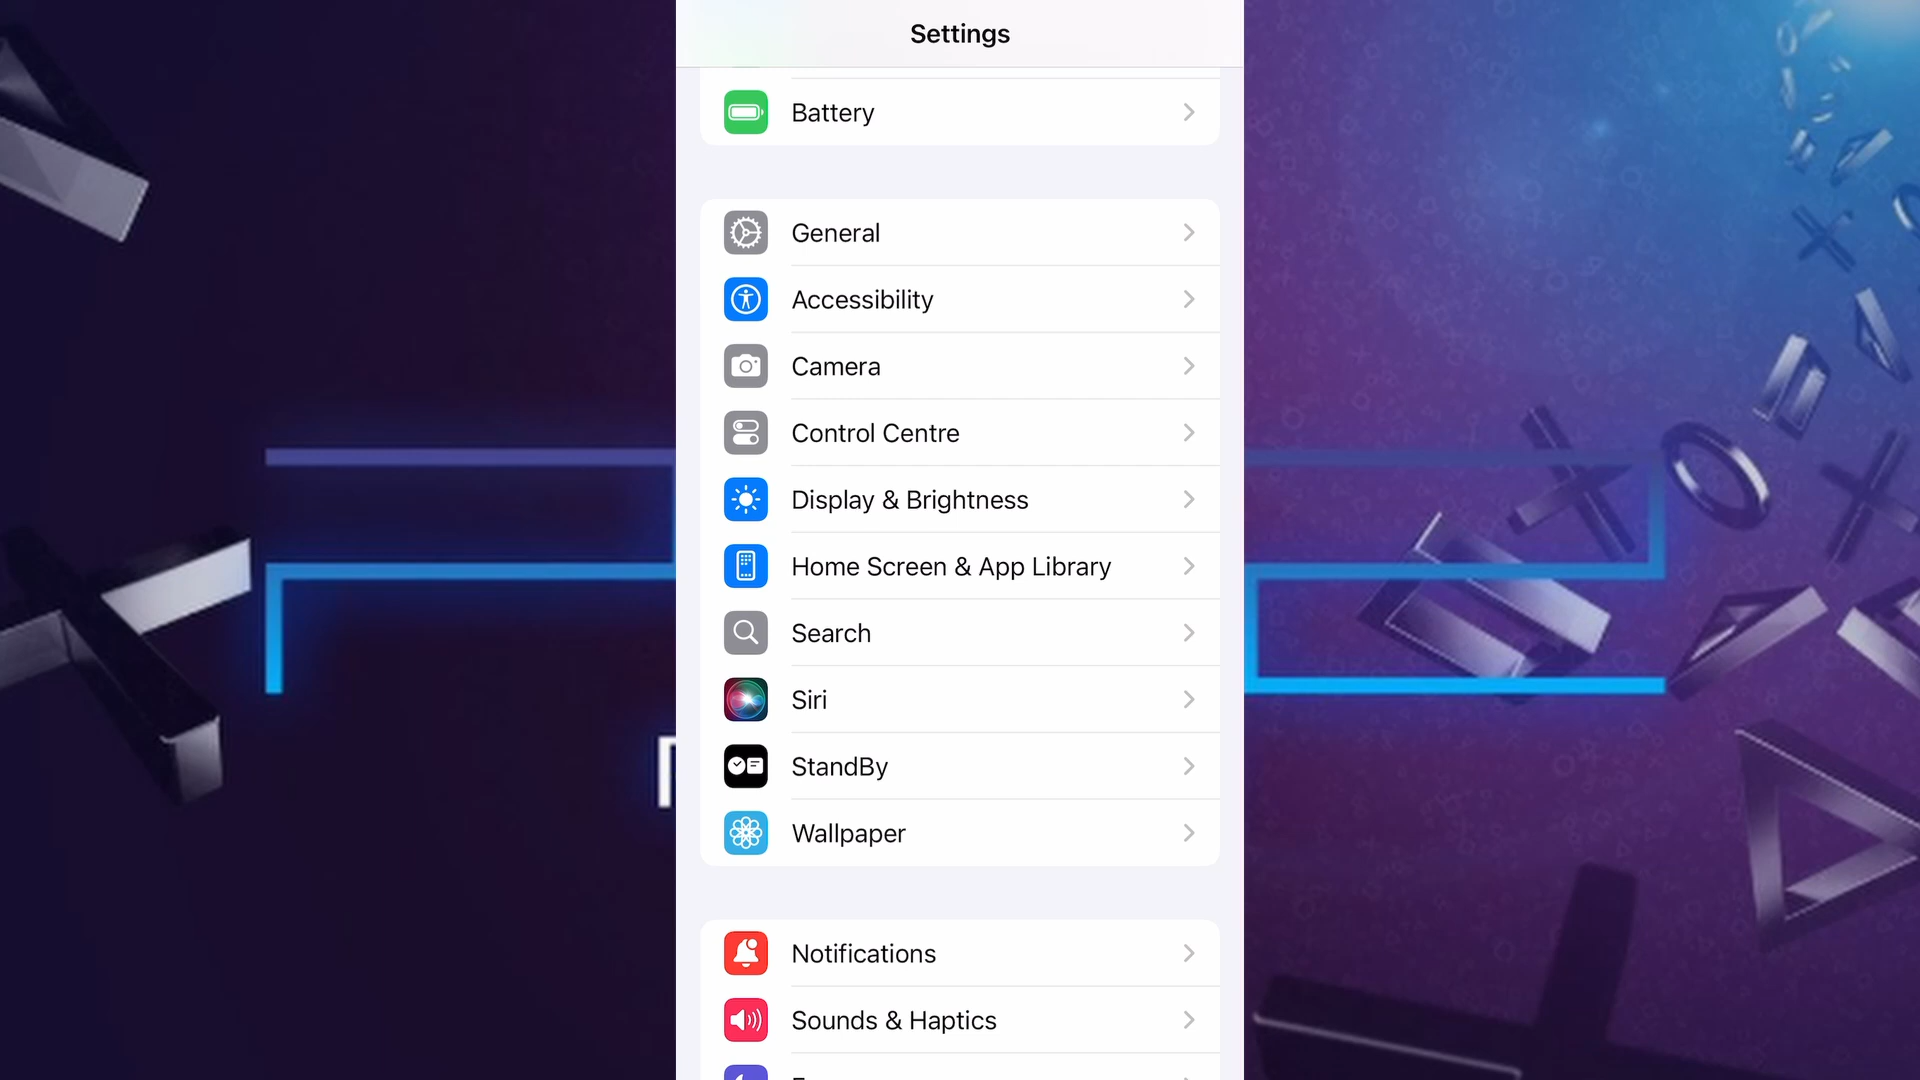 Settings
Battery
General
Accessibility
Camera
Control Centre
Display & Brightness
Home Screen & App Library
Search
Siri
StandBy
Wallpaper
Notifications
Sounds & Haptics